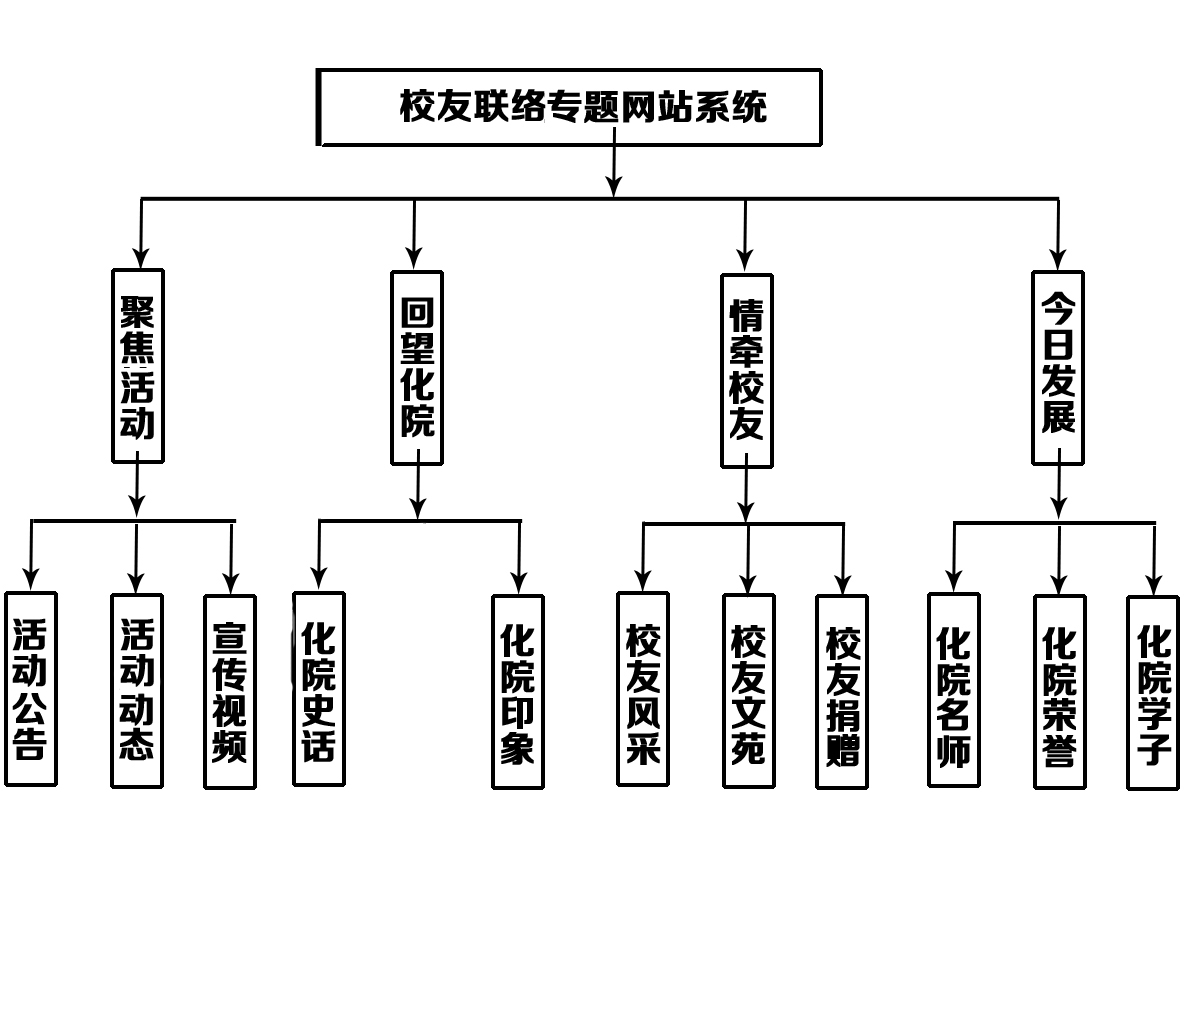 校友联络专题网站系统
聚焦活动
回望化院
情牵校友
今日发展
活动公告
活动动态
宣传视频
化院史话
化院印象
校友风采
校友文苑
校友捐赠
化院名师
化院荣誉
化院学子